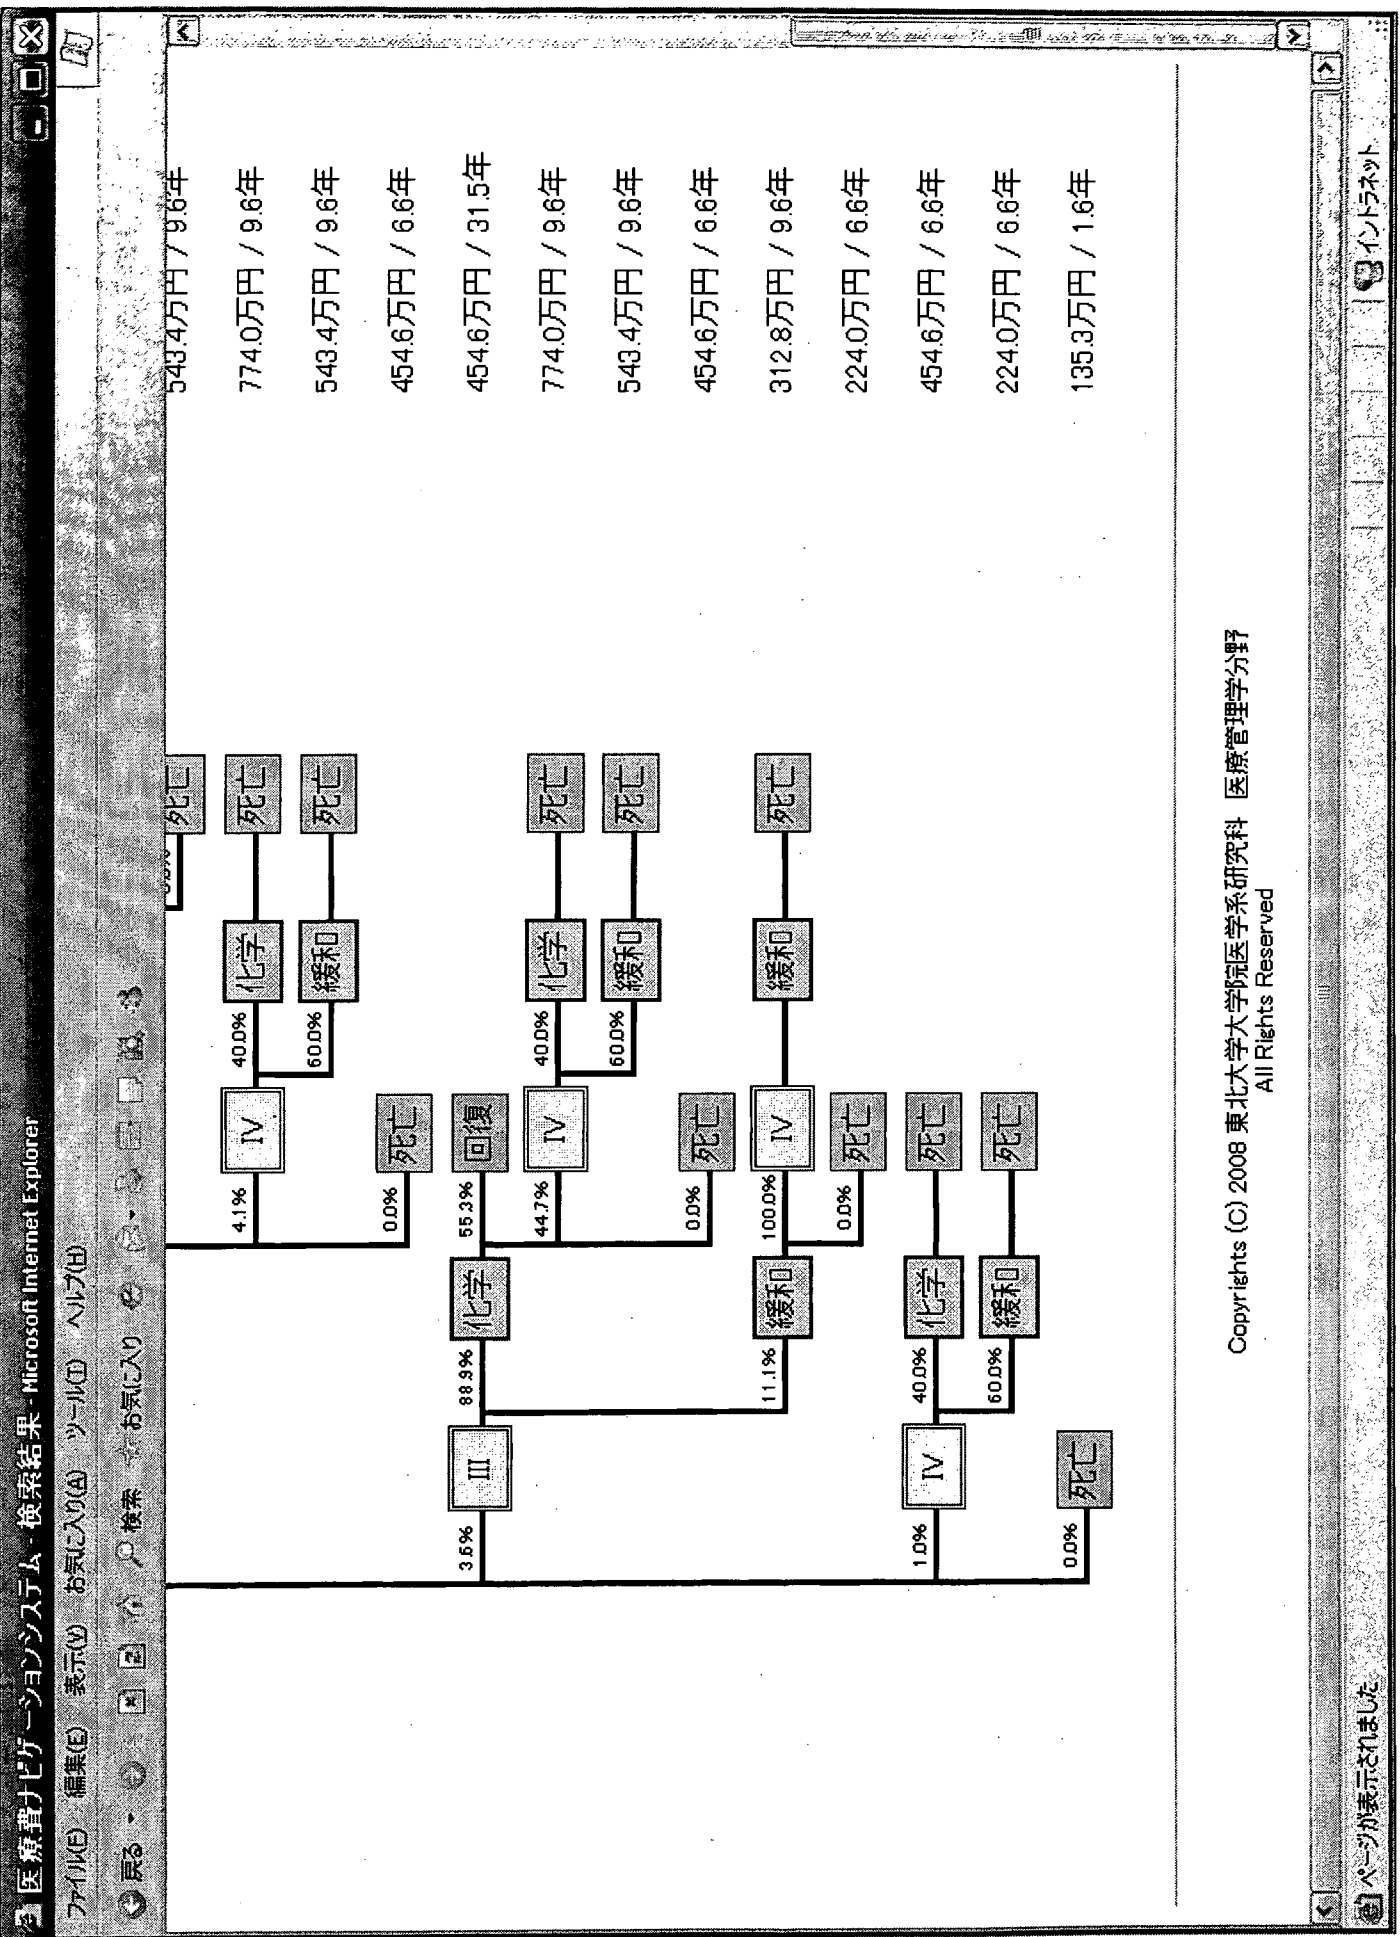 医療費ナビゲーションシステム - 検索結果 - Microsoft Internet Explorer
ファイル(F) 編集(E) 表示(V) お気に入り(A) ツール(T) ヘルプ(H)
戻る 検索 お気に入り
死亡 543.4万円 / 9.6年
4.1% IV 40.0% 化学 死亡 774.0万円 / 9.6年
60.0% 緩和 死亡 543.4万円 / 9.6年
0.0% 死亡 454.6万円 / 6.6年
3.6% III 88.9% 化学 55.3% 回復 454.6万円 / 31.5年
44.7% IV 40.0% 化学 死亡 774.0万円 / 9.6年
60.0% 緩和 死亡 543.4万円 / 9.6年
0.0% 死亡 454.6万円 / 6.6年
11.1% 緩和 100.0% IV 緩和 死亡 312.8万円 / 9.6年
0.0% 死亡 224.0万円 / 6.6年
1.0% IV 40.0% 化学 死亡 454.6万円 / 6.6年
60.0% 緩和 死亡 224.0万円 / 6.6年
0.0% 死亡 135.3万円 / 1.6年
Copyrights (C) 2008 東北大学大学院医学系研究科 医療管理学分野
All Rights Reserved
ページが表示されました イントラネット